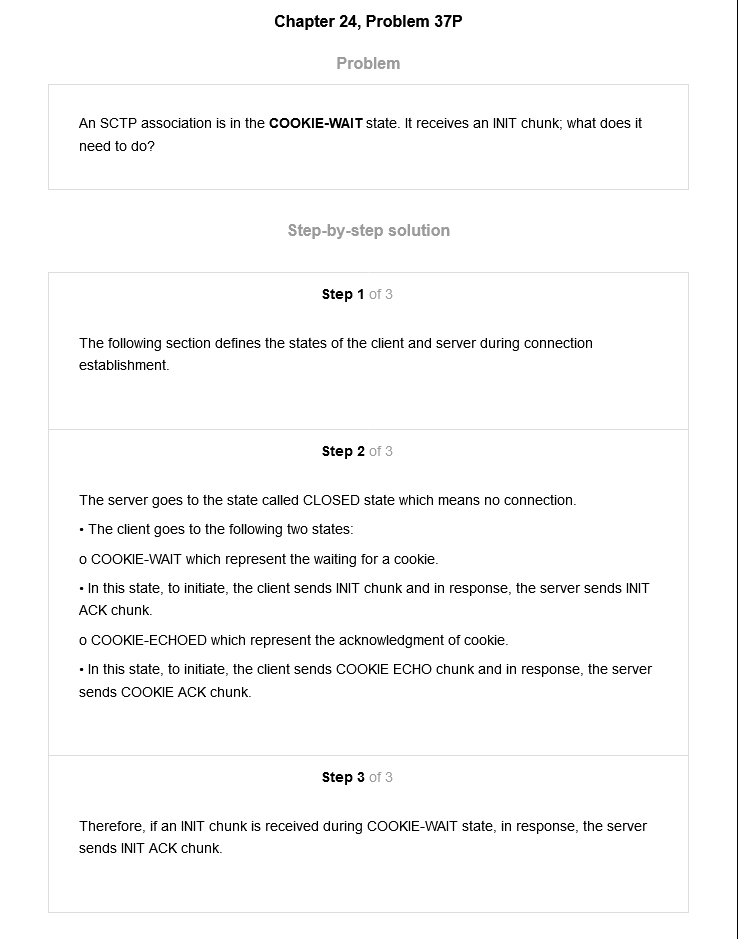 Chapter 24, Problem 37P
Problem
An SCTP association is in the COOKIE-WAIT state. It receives an INIT chunk; what does it
need to do?
Step-by-step solution
Step 1 of 3
The following section defines the states of the client and server during connection
establishment.
Step 2 of 3
The server goes to the state called CLOSED state which means no connection.
• The client goes to the following two states:
o COOKIE-WAIT which represent the waiting for a cookie.
• In this state, to initiate, the client sends INIT chunk and in response, the server sends INIT
ACK chunk.
o COOKIE-ECHOED which represent the acknowledgment of cookie.
• In this state, to initiate, the client sends COOKIE ECHO chunk and in response, the server
sends COOKIE ACK chunk.
Step 3 of 3
Therefore, if an INIT chunk is received during COOKIE-WAIT state, in response, the server
sends INIT ACK chunk.